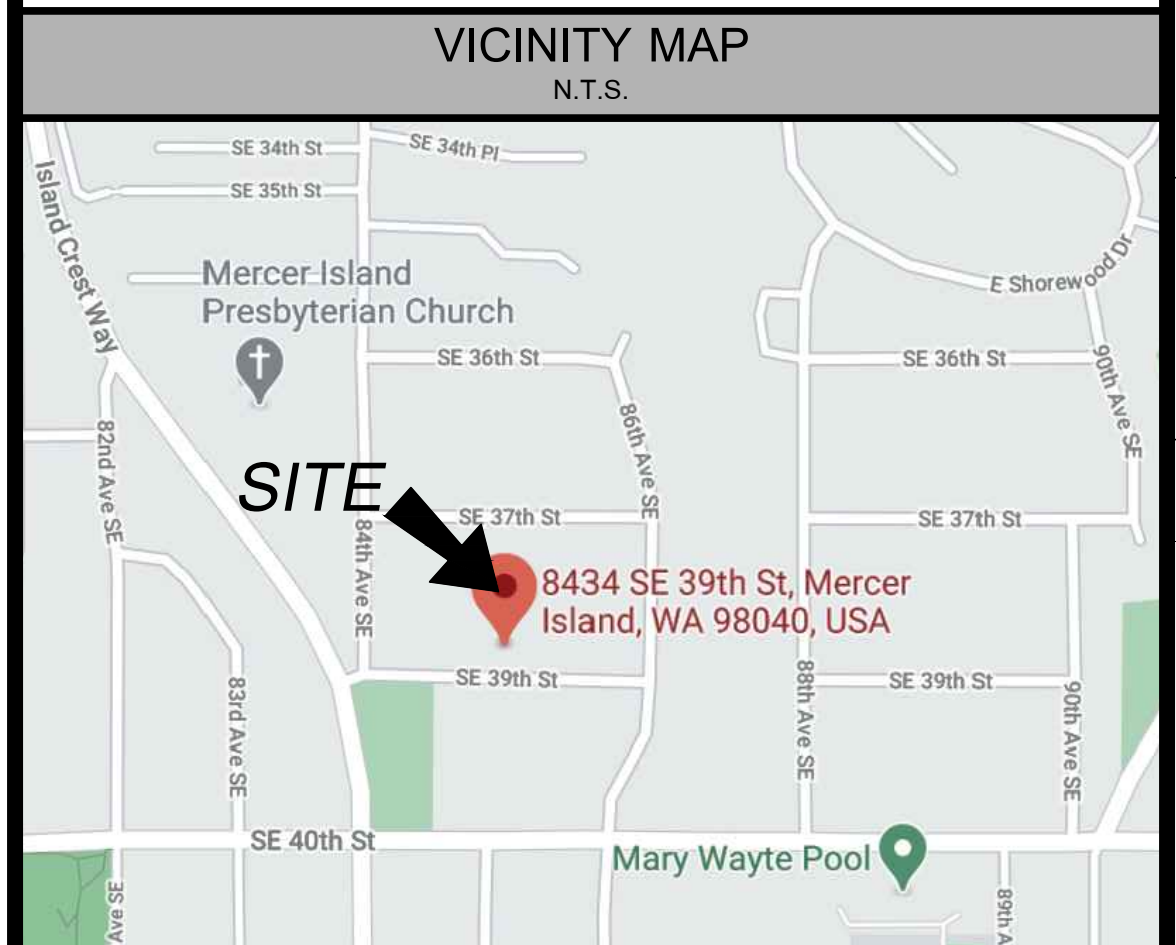 VICINITY MAP
N.T.S.
SE 34th St
SE 34th Pl
SE 35th St
Island Crest Way
Mercer Island
Presbyterian Church
E Shorewood Dr
SE 36th St
SE 36th St
90th Ave SE
82nd Ave SE
86th Ave SE
SITE
84th Ave SE
SE 37th St
SE 37th St
8434 SE 39th St, Mercer
Island, WA 98040, USA
SE 39th St
SE 39th St
83rd Ave SE
88th Ave SE
90th Ave SE
SE 40th St
Mary Wayte Pool
Ave SE
89th A